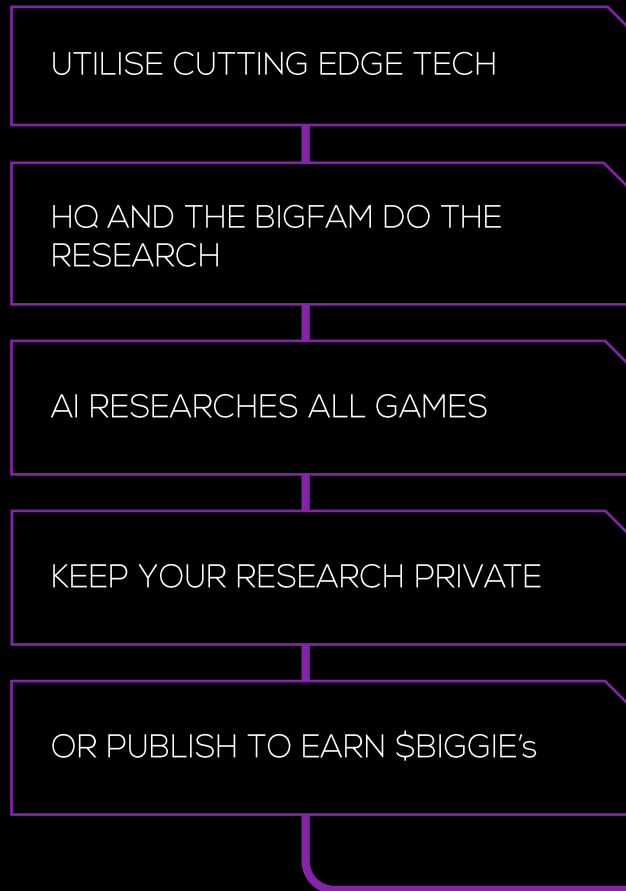 UTILISE CUTTING EDGE TECH
HQ AND THE BIGFAM DO THE
RESEARCH
AI RESEARCHES ALL GAMES
KEEP YOUR RESEARCH PRIVATE
OR PUBLISH TO EARN $BIGGIE's